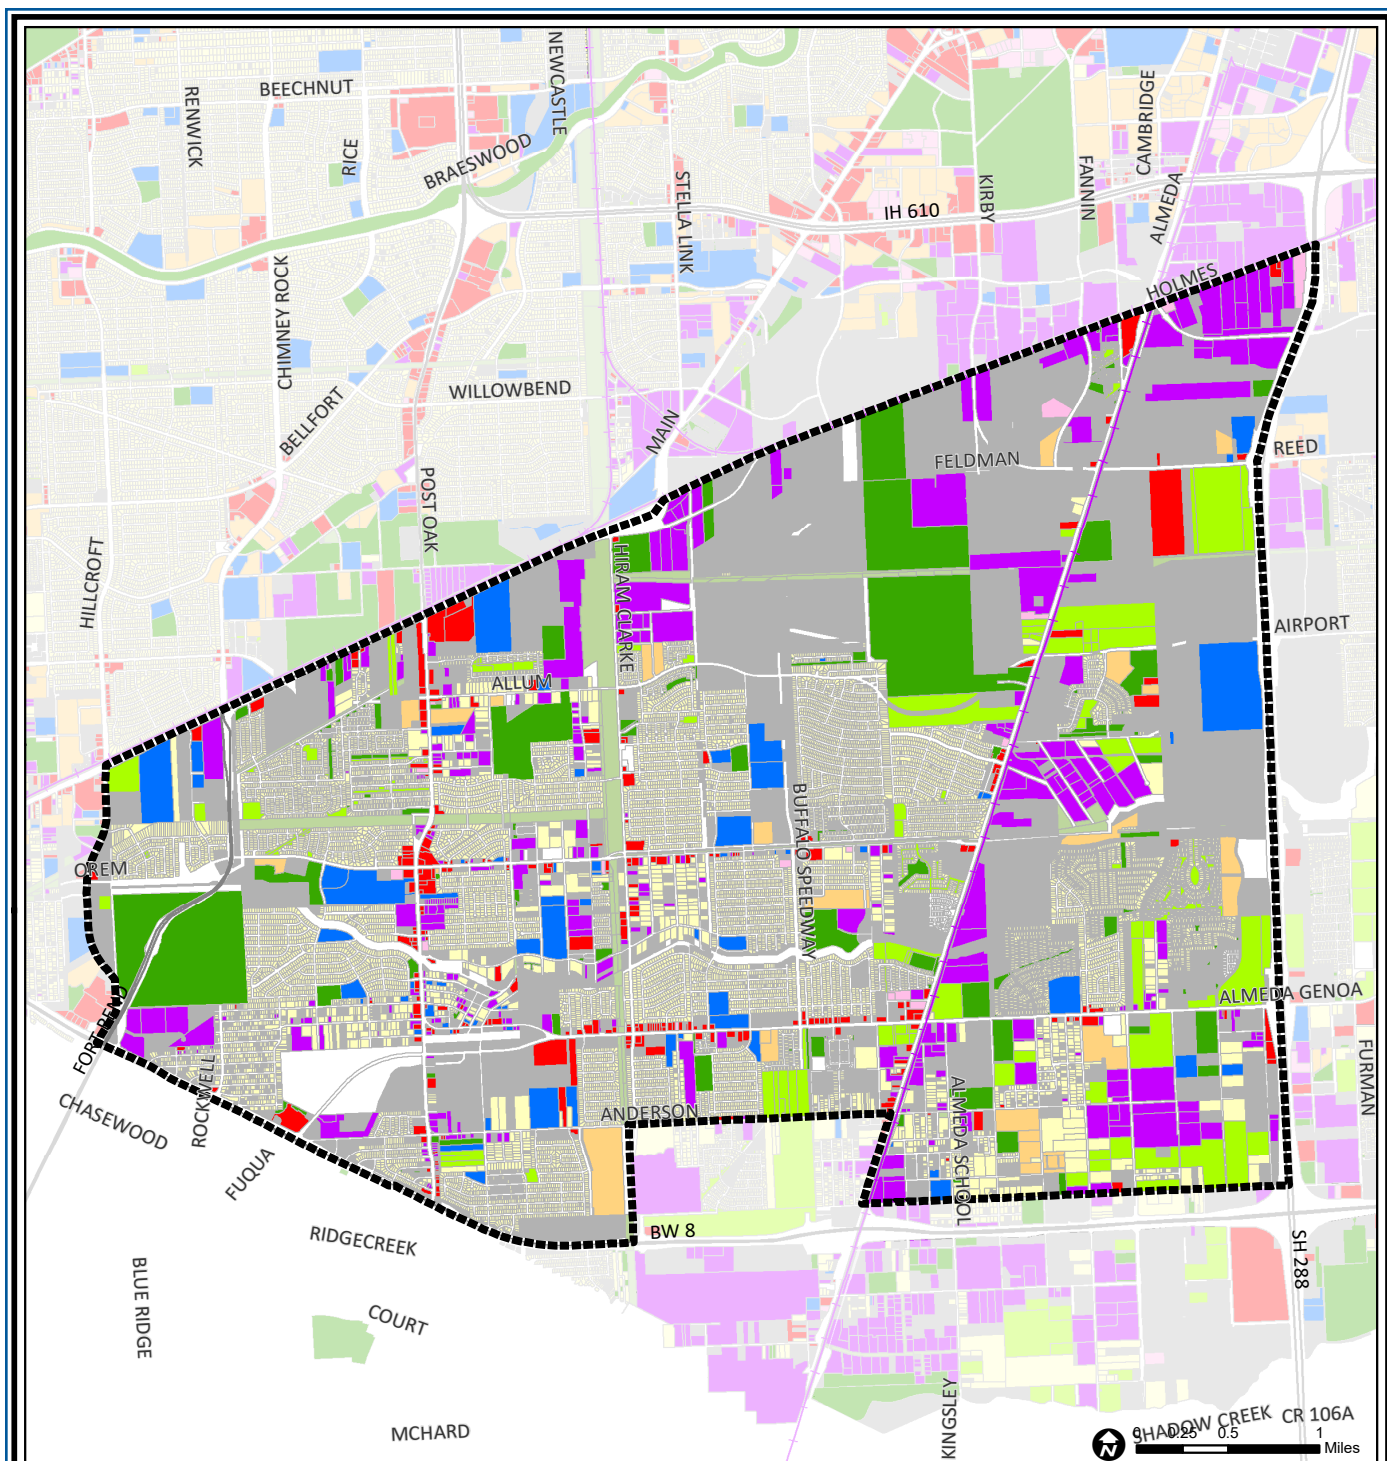 NEWCASTLE
BEECHNUT
RENWICK
CAMBRIDGE
RICE
BRAESWOOD
STELLA LINK
KIRBY
FANNIN
ALMEDA
IH 610
HOLMES
CHIMNEY ROCK
WILLOWBEND
BELLFORT
MAIN
REED
FELDMAN
POST OAK
HILLCROFT
HIRAM CLARKE
AIRPORT
ALLUM
BUFFALO SPEEDWAY
OREM
ALMEDA GENOA
FORT BEND
ROCKWELL
FURMAN
CHASEWOOD
ANDERSON
ALMEDA SCHOOL
FUQUA
RIDGECREEK
BW 8
SH 288
BLUE RIDGE
COURT
KINGSLEY
SHADOW CREEK
CR 106A
MCHARD
N
0 0.25 0.5 1
Miles